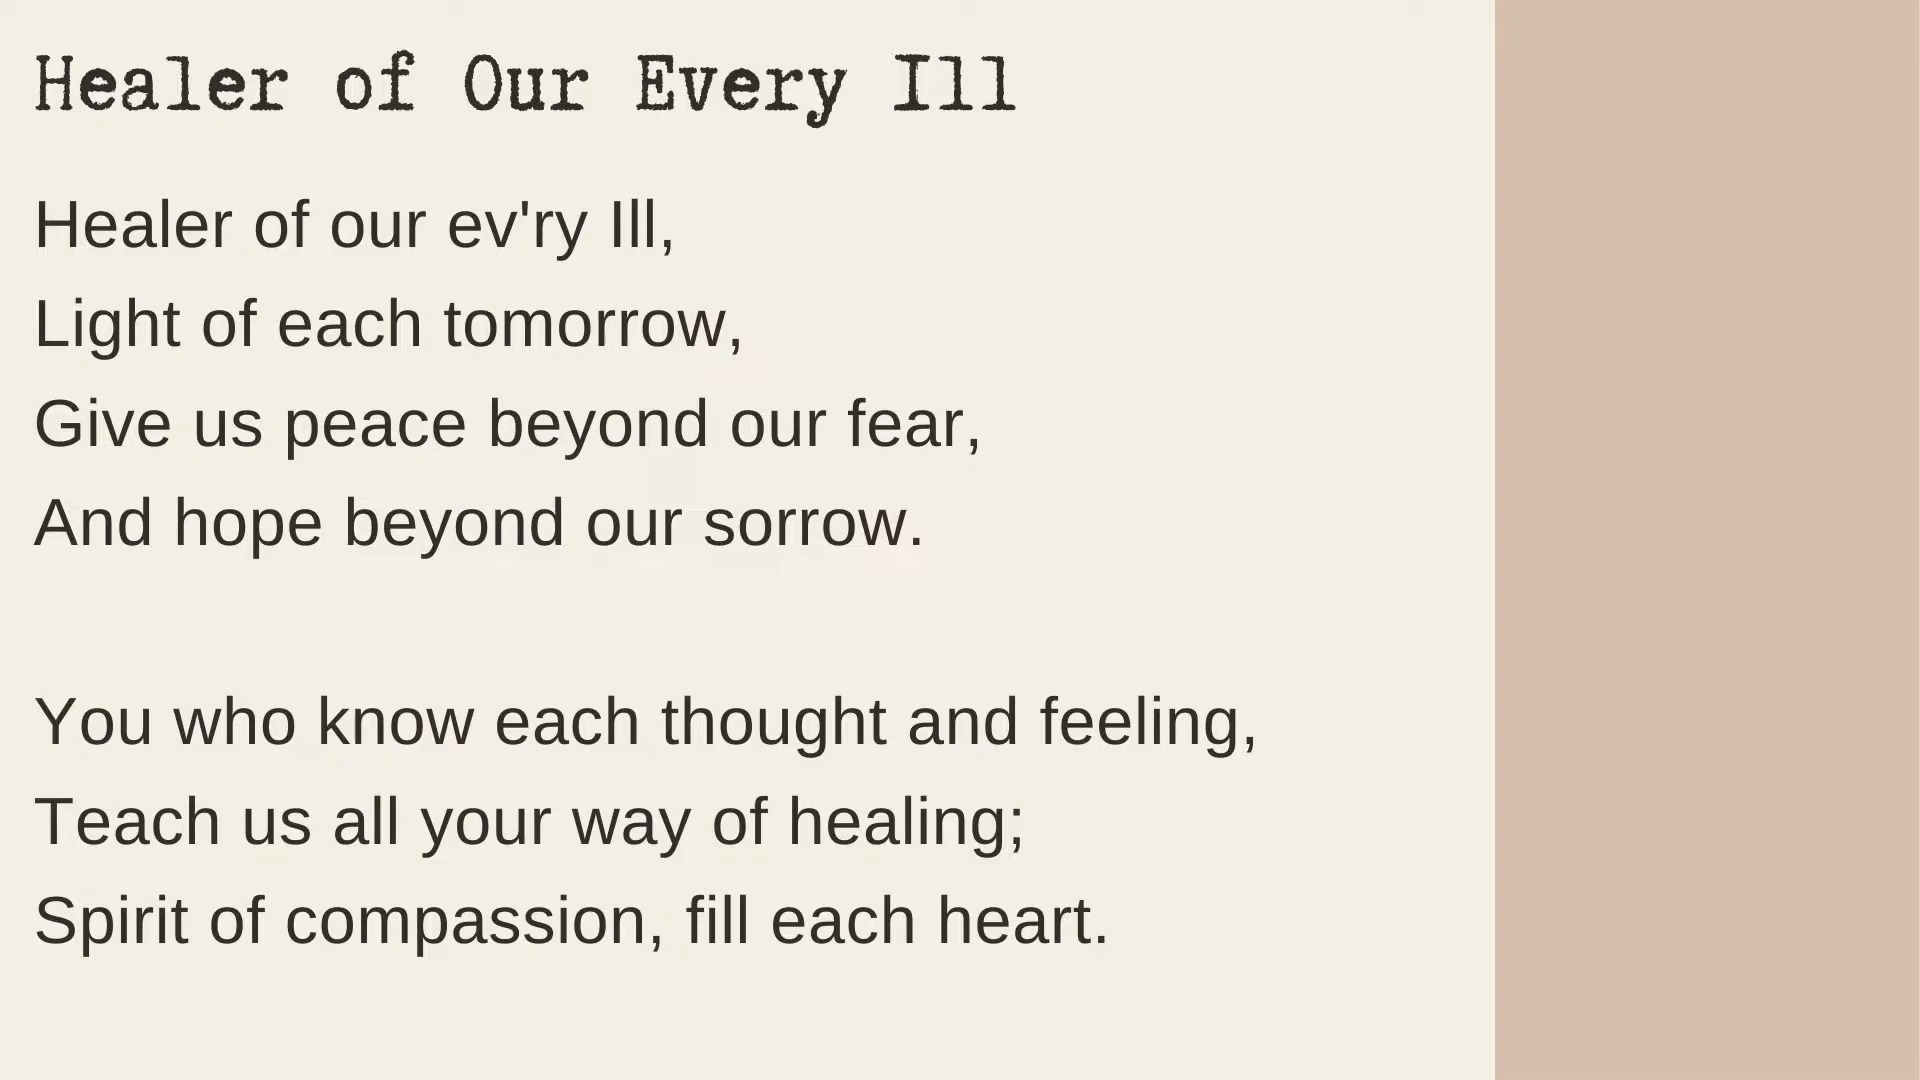 Healer of Our Every Ill
Healer of our ev'ry Ill,
Light of each tomorrow,
Give us peace beyond our fear,
And hope beyond our sorrow.
You who know each thought and feeling,
Teach us all your way of healing;
Spirit of compassion, fill each heart.